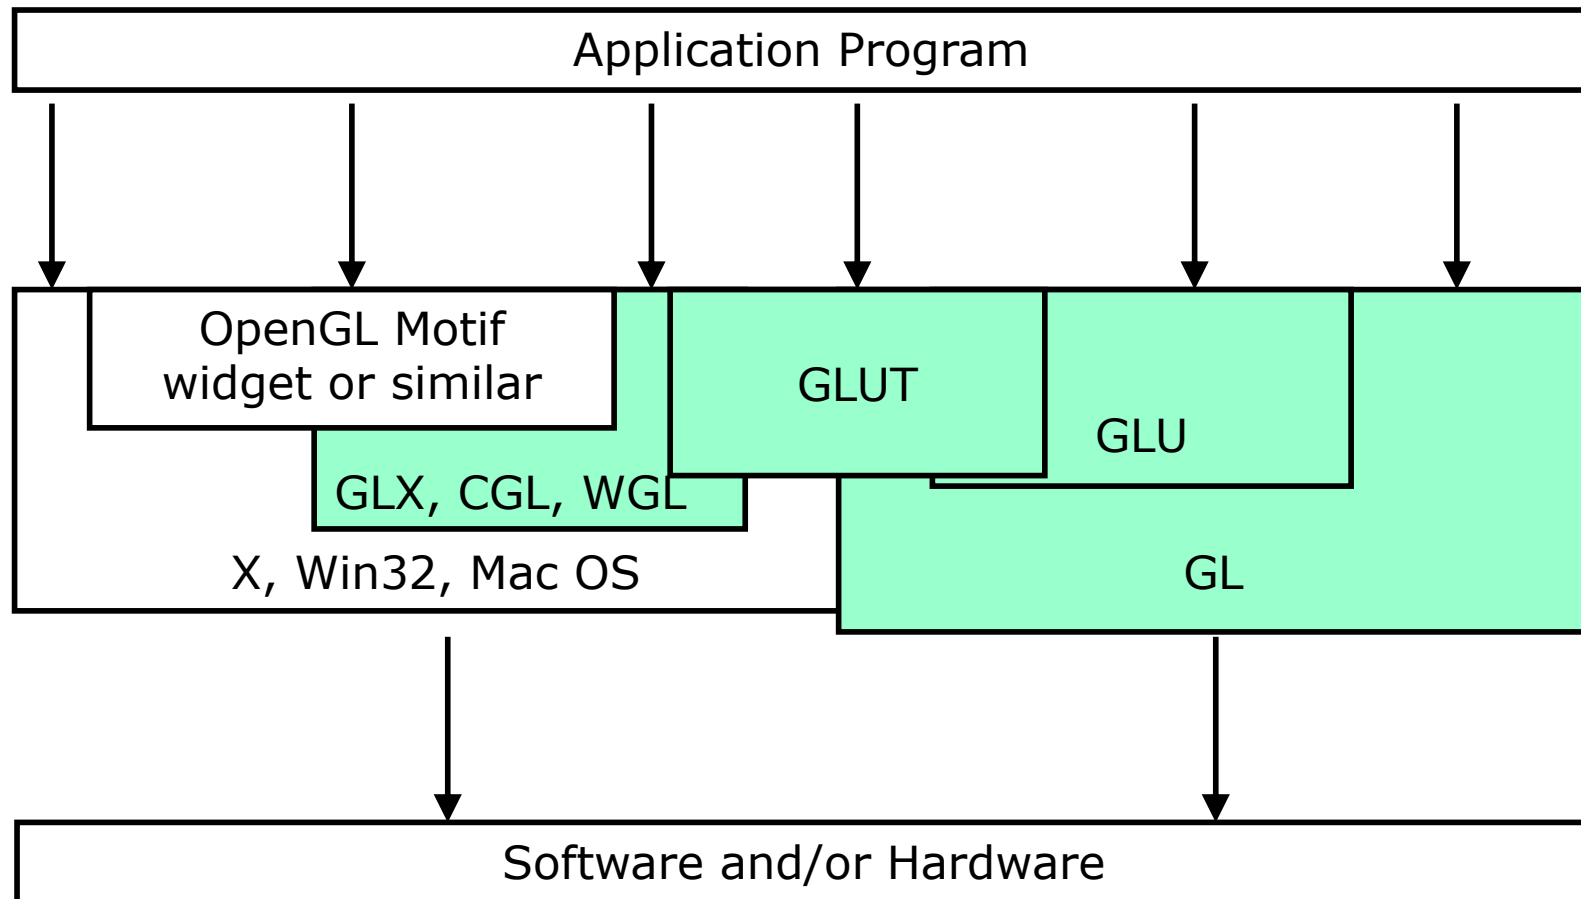 Application Program
OpenGL Motif
widget or similar
GLUT
GLU
GLX, CGL, WGL
X, Win32, Mac OS
GL
Software and/or Hardware